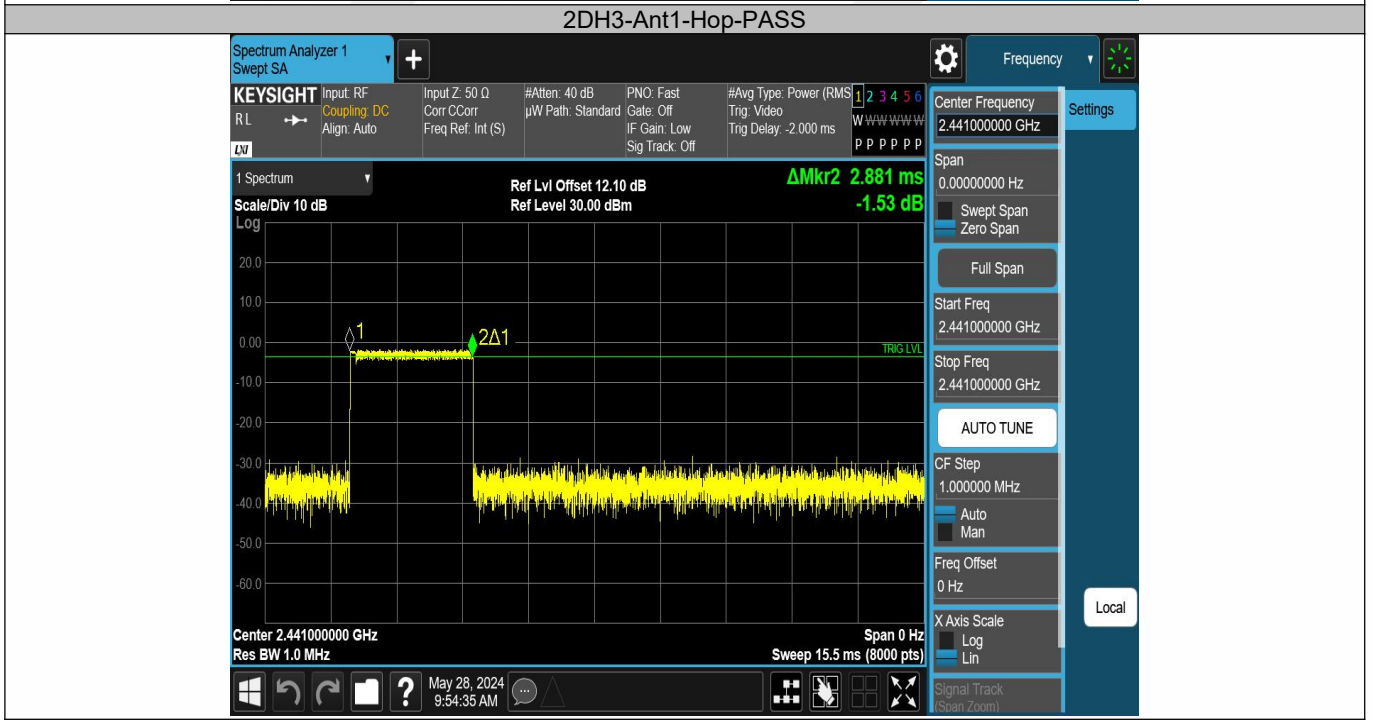 2DH3-Ant1-Hop-PASS
Spectrum Analyzer 1
Swept SA
Frequency
KEYSIGHT
RL
LXI
Input: RF
Coupling: DC
Align: Auto
Input Z: 50 Ω
Corr CCorr
Freq Ref: Int (S)
#Atten: 40 dB
µW Path: Standard
PNO: Fast
Gate: Off
IF Gain: Low
Sig Track: Off
#Avg Type: Power (RMS
Trig: Video
Trig Delay: -2.000 ms
1 2 3 4 5 6
W W W W W W
P P P P P P
1 Spectrum
Scale/Div 10 dB
Log
Ref Lvl Offset 12.10 dB
Ref Level 30.00 dBm
ΔMkr2 2.881 ms
-1.53 dB
20.0
10.0
0.00
-10.0
-20.0
-30.0
-40.0
-50.0
-60.0
1
2Δ1
TRIG LVL
Center 2.441000000 GHz
Res BW 1.0 MHz
Span 0 Hz
Sweep 15.5 ms (8000 pts)
May 28, 2024
9:54:35 AM
Center Frequency
2.441000000 GHz
Span
0.00000000 Hz
Swept Span
Zero Span
Full Span
Start Freq
2.441000000 GHz
Stop Freq
2.441000000 GHz
AUTO TUNE
CF Step
1.000000 MHz
Auto
Man
Freq Offset
0 Hz
X Axis Scale
Log
Lin
Signal Track
(Span Zoom)
Settings
Local